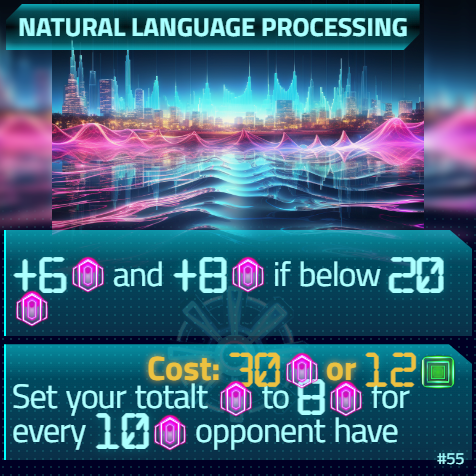 NATURAL LANGUAGE PROCESSING
+6 and +8 if below 20
Cost: 30 or 12
Set your totalt to 8 for
every 10 opponent have
#55